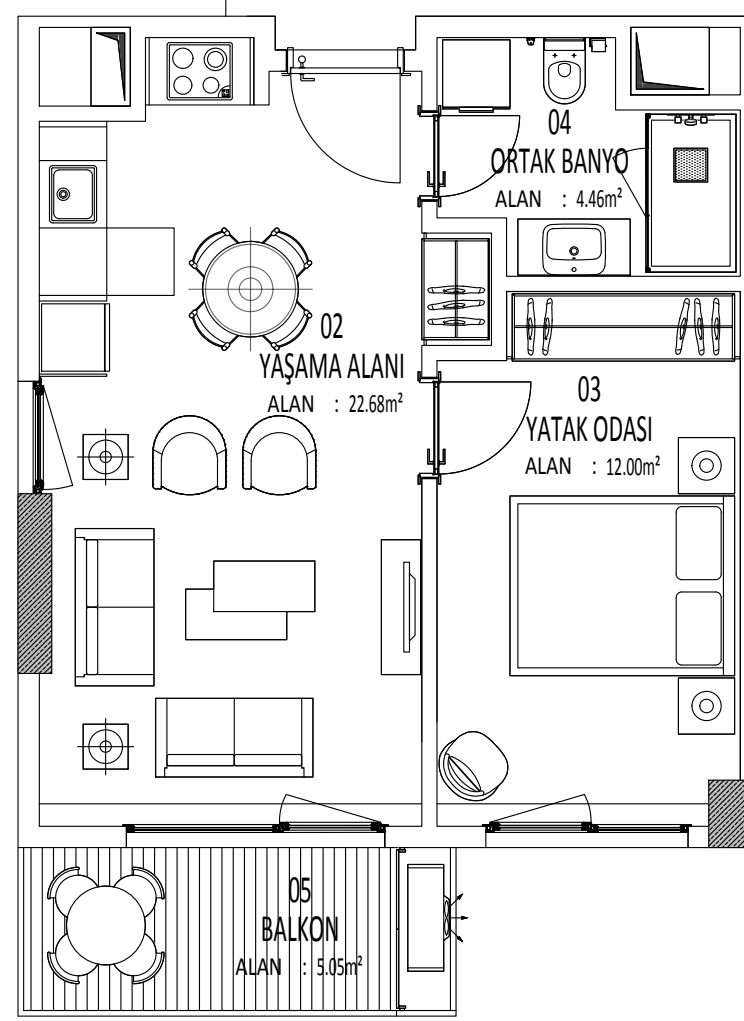 04
ORTAK BANYO
ALAN : 4.46m²
02
YAŞAMA ALANI
ALAN : 22.68m²
03
YATAK ODASI
ALAN : 12.00m²
05
BALKON
ALAN : 5.05m²